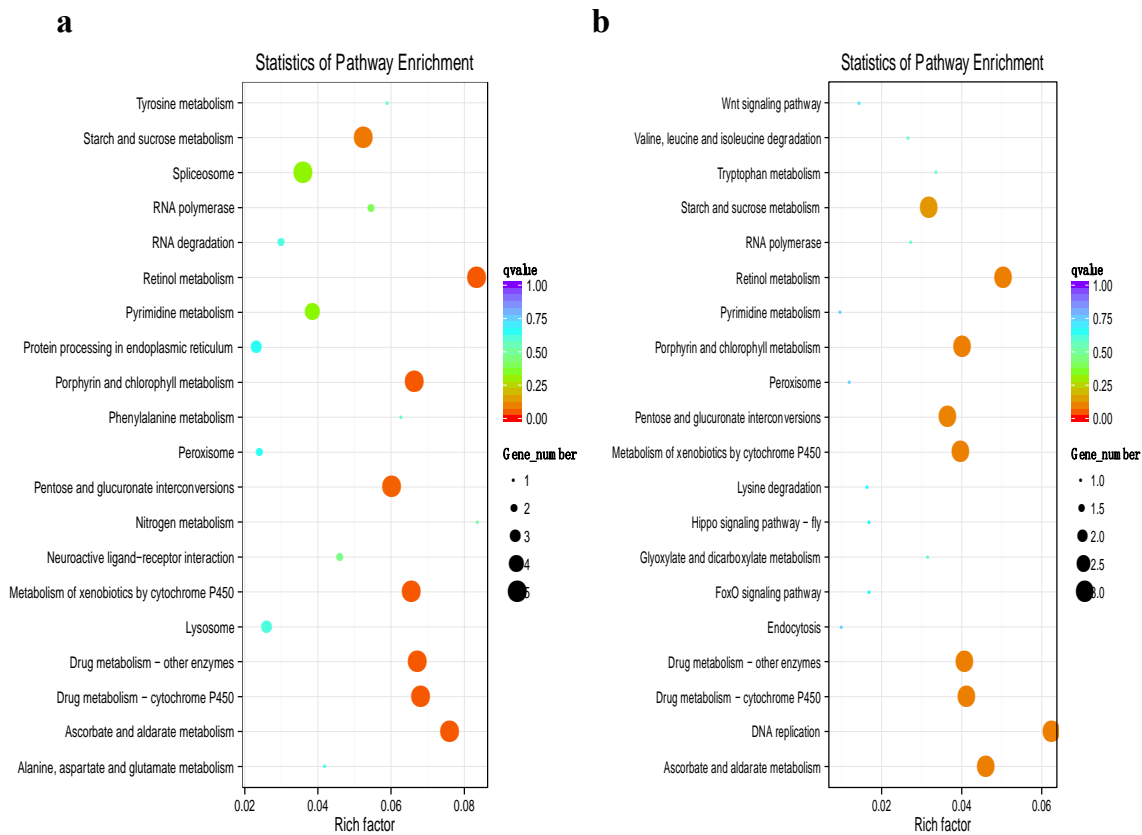 a
Statistics of Pathway Enrichment
Tyrosine metabolism
Starch and sucrose metabolism
Spliceosome
RNA polymerase
RNA degradation
Retinol metabolism
Pyrimidine metabolism
Protein processing in endoplasmic reticulum
Porphyrin and chlorophyll metabolism
Phenylalanine metabolism
Peroxisome
Pentose and glucuronate interconversions
Nitrogen metabolism
Neuroactive ligand−receptor interaction
Metabolism of xenobiotics by cytochrome P450
Lysosome
Drug metabolism − other enzymes
Drug metabolism − cytochrome P450
Ascorbate and aldarate metabolism
Alanine, aspartate and glutamate metabolism
0.02 0.04 0.06 0.08
Rich factor
qvalue
1.00
0.75
0.50
0.25
0.00
Gene_number
1
2
3
4
5
b
Statistics of Pathway Enrichment
Wnt signaling pathway
Valine, leucine and isoleucine degradation
Tryptophan metabolism
Starch and sucrose metabolism
RNA polymerase
Retinol metabolism
Pyrimidine metabolism
Porphyrin and chlorophyll metabolism
Peroxisome
Pentose and glucuronate interconversions
Metabolism of xenobiotics by cytochrome P450
Lysine degradation
Hippo signaling pathway − fly
Glyoxylate and dicarboxylate metabolism
FoxO signaling pathway
Endocytosis
Drug metabolism − other enzymes
Drug metabolism − cytochrome P450
DNA replication
Ascorbate and aldarate metabolism
0.02 0.04 0.06
Rich factor
qvalue
1.00
0.75
0.50
0.25
0.00
Gene_number
1.0
1.5
2.0
2.5
3.0